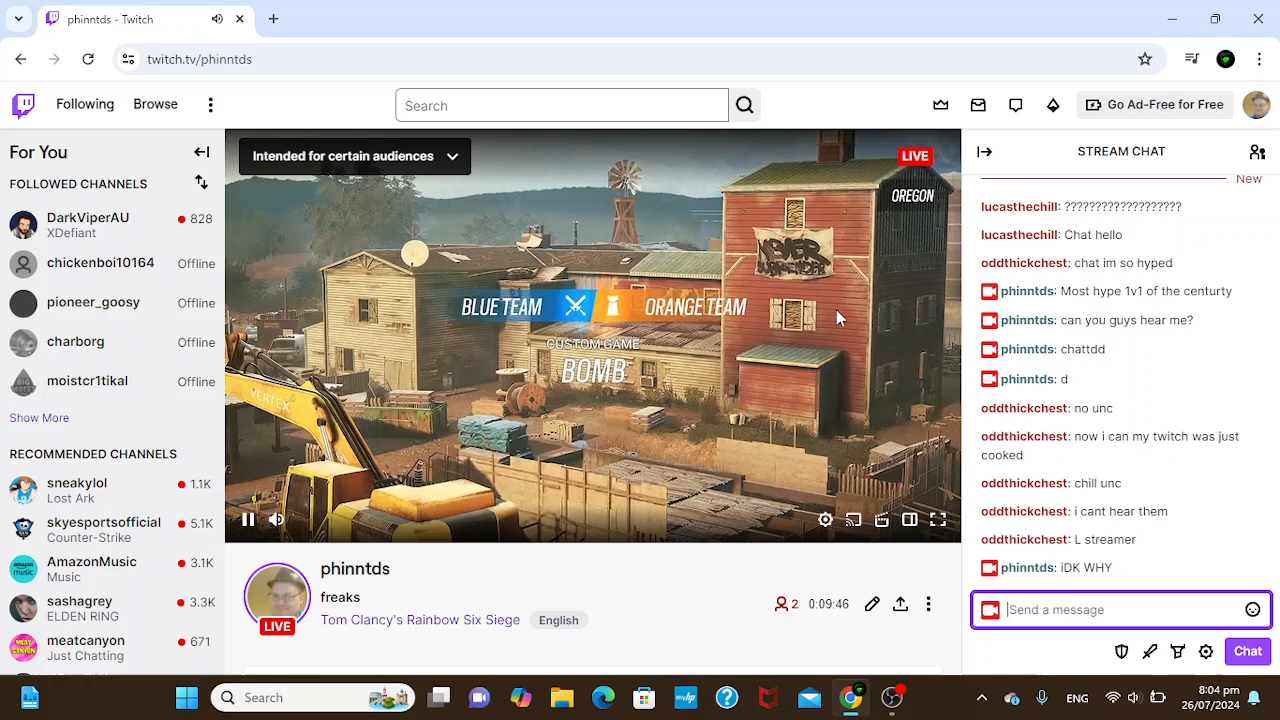 phinntds - Twitch
twitch.tv/phinntds
Following
Browse
Search
Go Ad-Free for Free
For You
FOLLOWED CHANNELS
DarkViperAU
828
XDefiant
chickenboi10164
Offline
pioneer_goosy
Offline
charborg
Offline
moistcr1tikal
Offline
Show More
RECOMMENDED CHANNELS
sneakylol
1.1K
Lost Ark
skyesportsofficial
5.1K
Counter-Strike
AmazonMusic
3.1K
Music
sashagrey
3.3K
ELDEN RING
meatcanyon
671
Just Chatting
Intended for certain audiences
LIVE
OREGON
NEVER
SURRENDER
BLUE TEAM
ORANGE TEAM
CUSTOM GAME
BOMB
VERTEX
phinntds
freaks
LIVE
Tom Clancy's Rainbow Six Siege
English
2
0:09:46
STREAM CHAT
New
lucasthechill: ???????????????????
lucasthechill: Chat hello
oddthickchest: chat im so hyped
phinntds: Most hype 1v1 of the centurty
phinntds: can you guys hear me?
phinntds: chattdd
phinntds: d
oddthickchest: no unc
oddthickchest: now i can my twitch was just
cooked
oddthickchest: chill unc
oddthickchest: i cant hear them
oddthickchest: L streamer
phinntds: iDK WHY
Send a message
Chat
Search
ENG
8:04 pm
26/07/2024